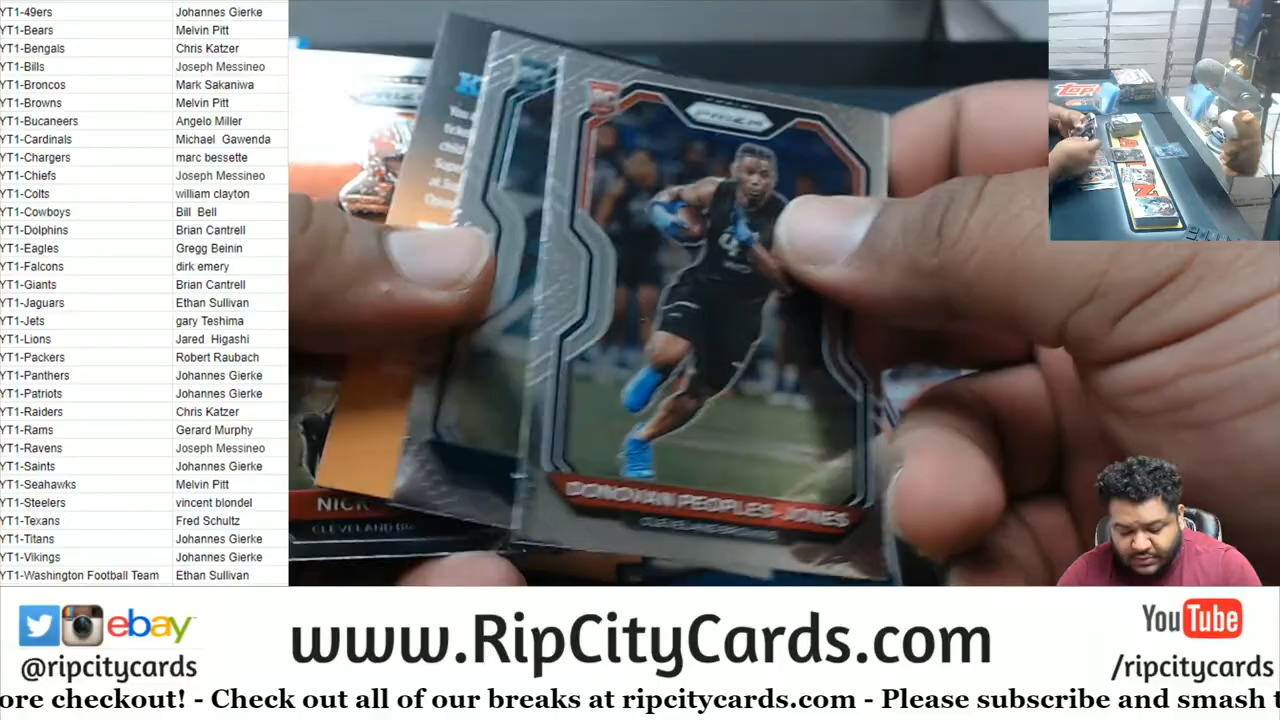 YT1-49ers Johannes Gierke
YT1-Bears Melvin Pitt
YT1-Bengals Chris Katzer
YT1-Bills Joseph Messineo
YT1-Broncos Mark Sakaniwa
YT1-Browns Melvin Pitt
YT1-Bucaneers Angelo Miller
YT1-Cardinals Michael Gawenda
YT1-Chargers marc bessette
YT1-Chiefs Joseph Messineo
YT1-Colts william clayton
YT1-Cowboys Bill Bell
YT1-Dolphins Brian Cantrell
YT1-Eagles Gregg Beinin
YT1-Falcons dirk emery
YT1-Giants Brian Cantrell
YT1-Jaguars Ethan Sullivan
YT1-Jets gary Teshima
YT1-Lions Jared Higashi
YT1-Packers Robert Raubach
YT1-Panthers Johannes Gierke
YT1-Patriots Johannes Gierke
YT1-Raiders Chris Katzer
YT1-Rams Gerard Murphy
YT1-Ravens Joseph Messineo
YT1-Saints Johannes Gierke
YT1-Seahawks Melvin Pitt
YT1-Steelers vincent blondel
YT1-Texans Fred Schultz
YT1-Titans Johannes Gierke
YT1-Vikings Johannes Gierke
YT1-Washington Football Team Ethan Sullivan
PRIZM
DONOVAN PEOPLES-JONES
NICK
CLEVELAND
TOPPS
ebay
@ripcitycards
www.RipCityCards.com
YouTube
/ripcitycards
ore checkout! - Check out all of our breaks at ripcitycards.com - Please subscribe and smash t